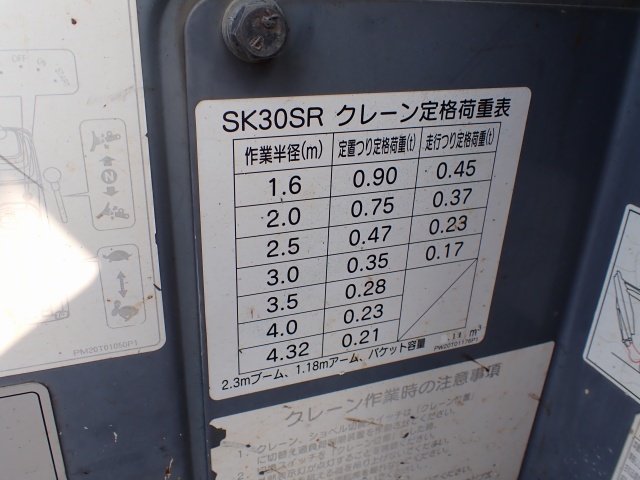 OFF
N
PM20T01050P1
SK30SR クレーン定格荷重表
作業半径(m) 定置つり定格荷重(t) 走行つり定格荷重(t)
1.6 0.90 0.45
2.0 0.75 0.37
2.5 0.47 0.23
3.0 0.35 0.17
3.5 0.28
4.0 0.23
4.32 0.21
2.3mブーム、1.18mアーム、バケット容量 .11 m³
PW20T01176P1
クレーン作業時の注意事項